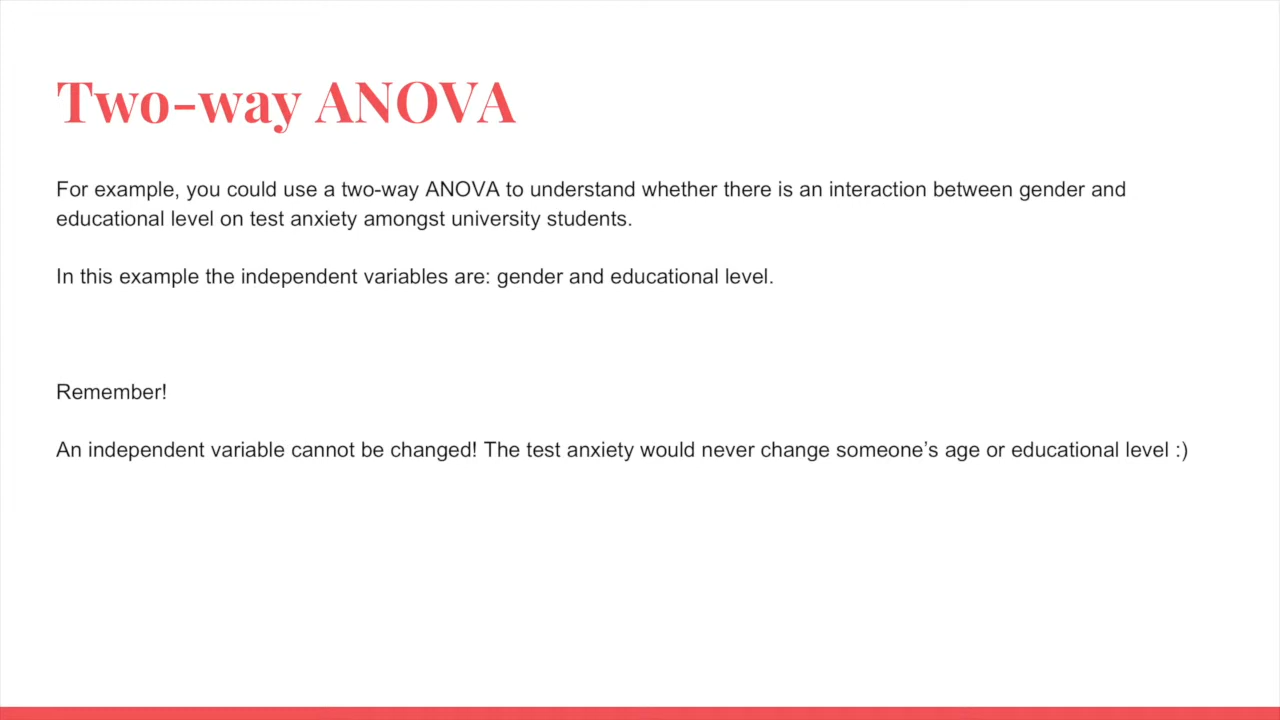 Two-way ANOVA
For example, you could use a two-way ANOVA to understand whether there is an interaction between gender and
educational level on test anxiety amongst university students.
In this example the independent variables are: gender and educational level.
Remember!
An independent variable cannot be changed! The test anxiety would never change someone’s age or educational level :)